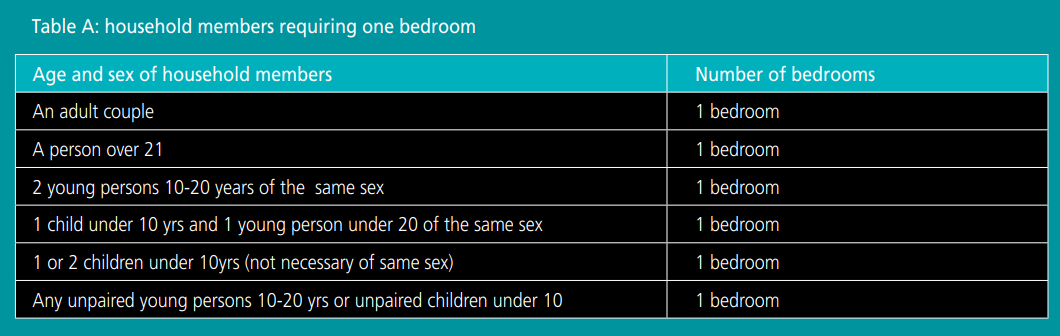 Table A: household members requiring one bedroom
Age and sex of household members Number of bedrooms
An adult couple 1 bedroom
A person over 21 1 bedroom
2 young persons 10-20 years of the same sex 1 bedroom
1 child under 10 yrs and 1 young person under 20 of the same sex 1 bedroom
1 or 2 children under 10yrs (not necessary of same sex) 1 bedroom
Any unpaired young persons 10-20 yrs or unpaired children under 10 1 bedroom